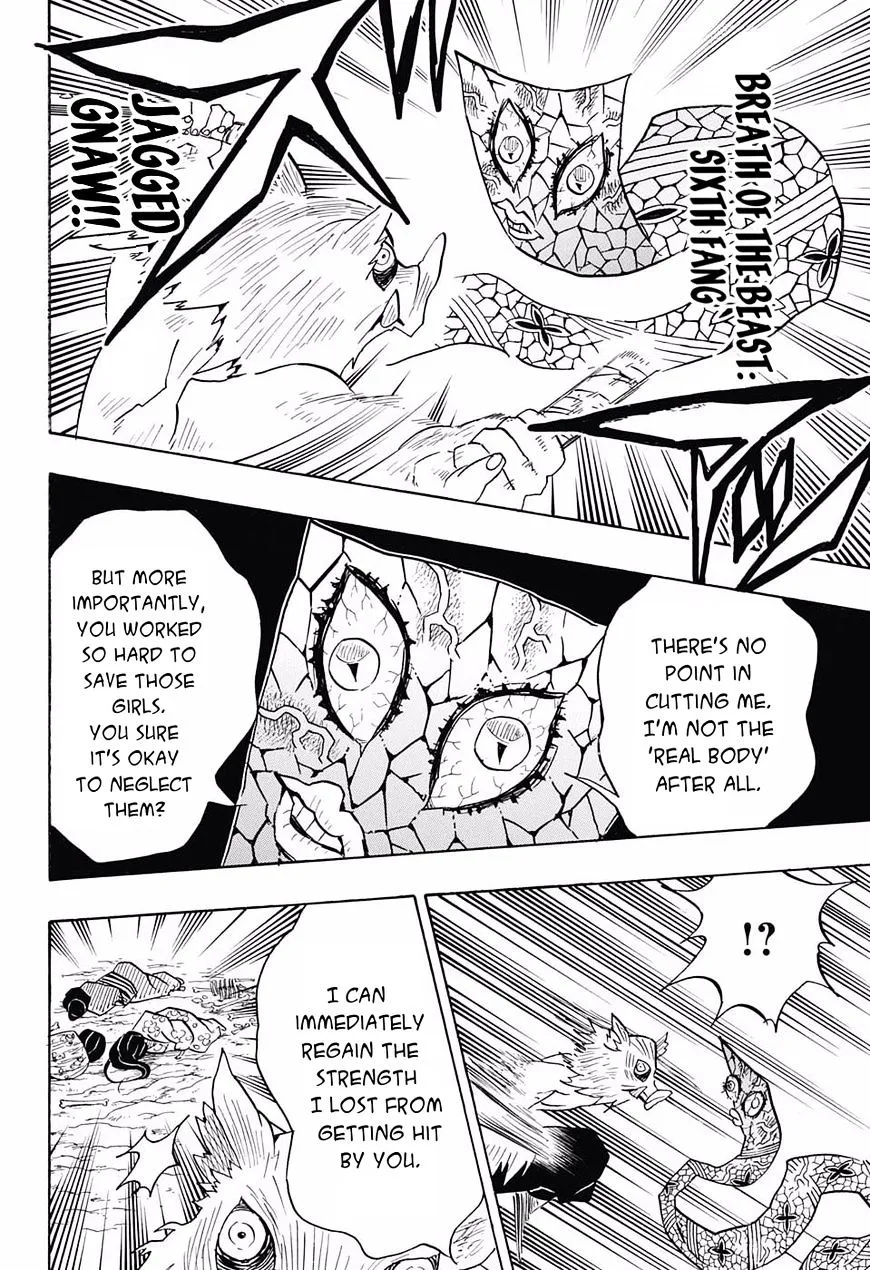 BREATH OF THE BEAST:
SIXTH FANG
JAGGED
GNAW!!
THERE'S NO
POINT IN
CUTTING ME.
I'M NOT THE
'REAL BODY'
AFTER ALL.
BUT MORE
IMPORTANTLY,
YOU WORKED
SO HARD TO
SAVE THOSE
GIRLS.
YOU SURE
IT'S OKAY
TO NEGLECT
THEM?
!?
I CAN
IMMEDIATELY
REGAIN THE
STRENGTH
I LOST FROM
GETTING HIT
BY YOU.